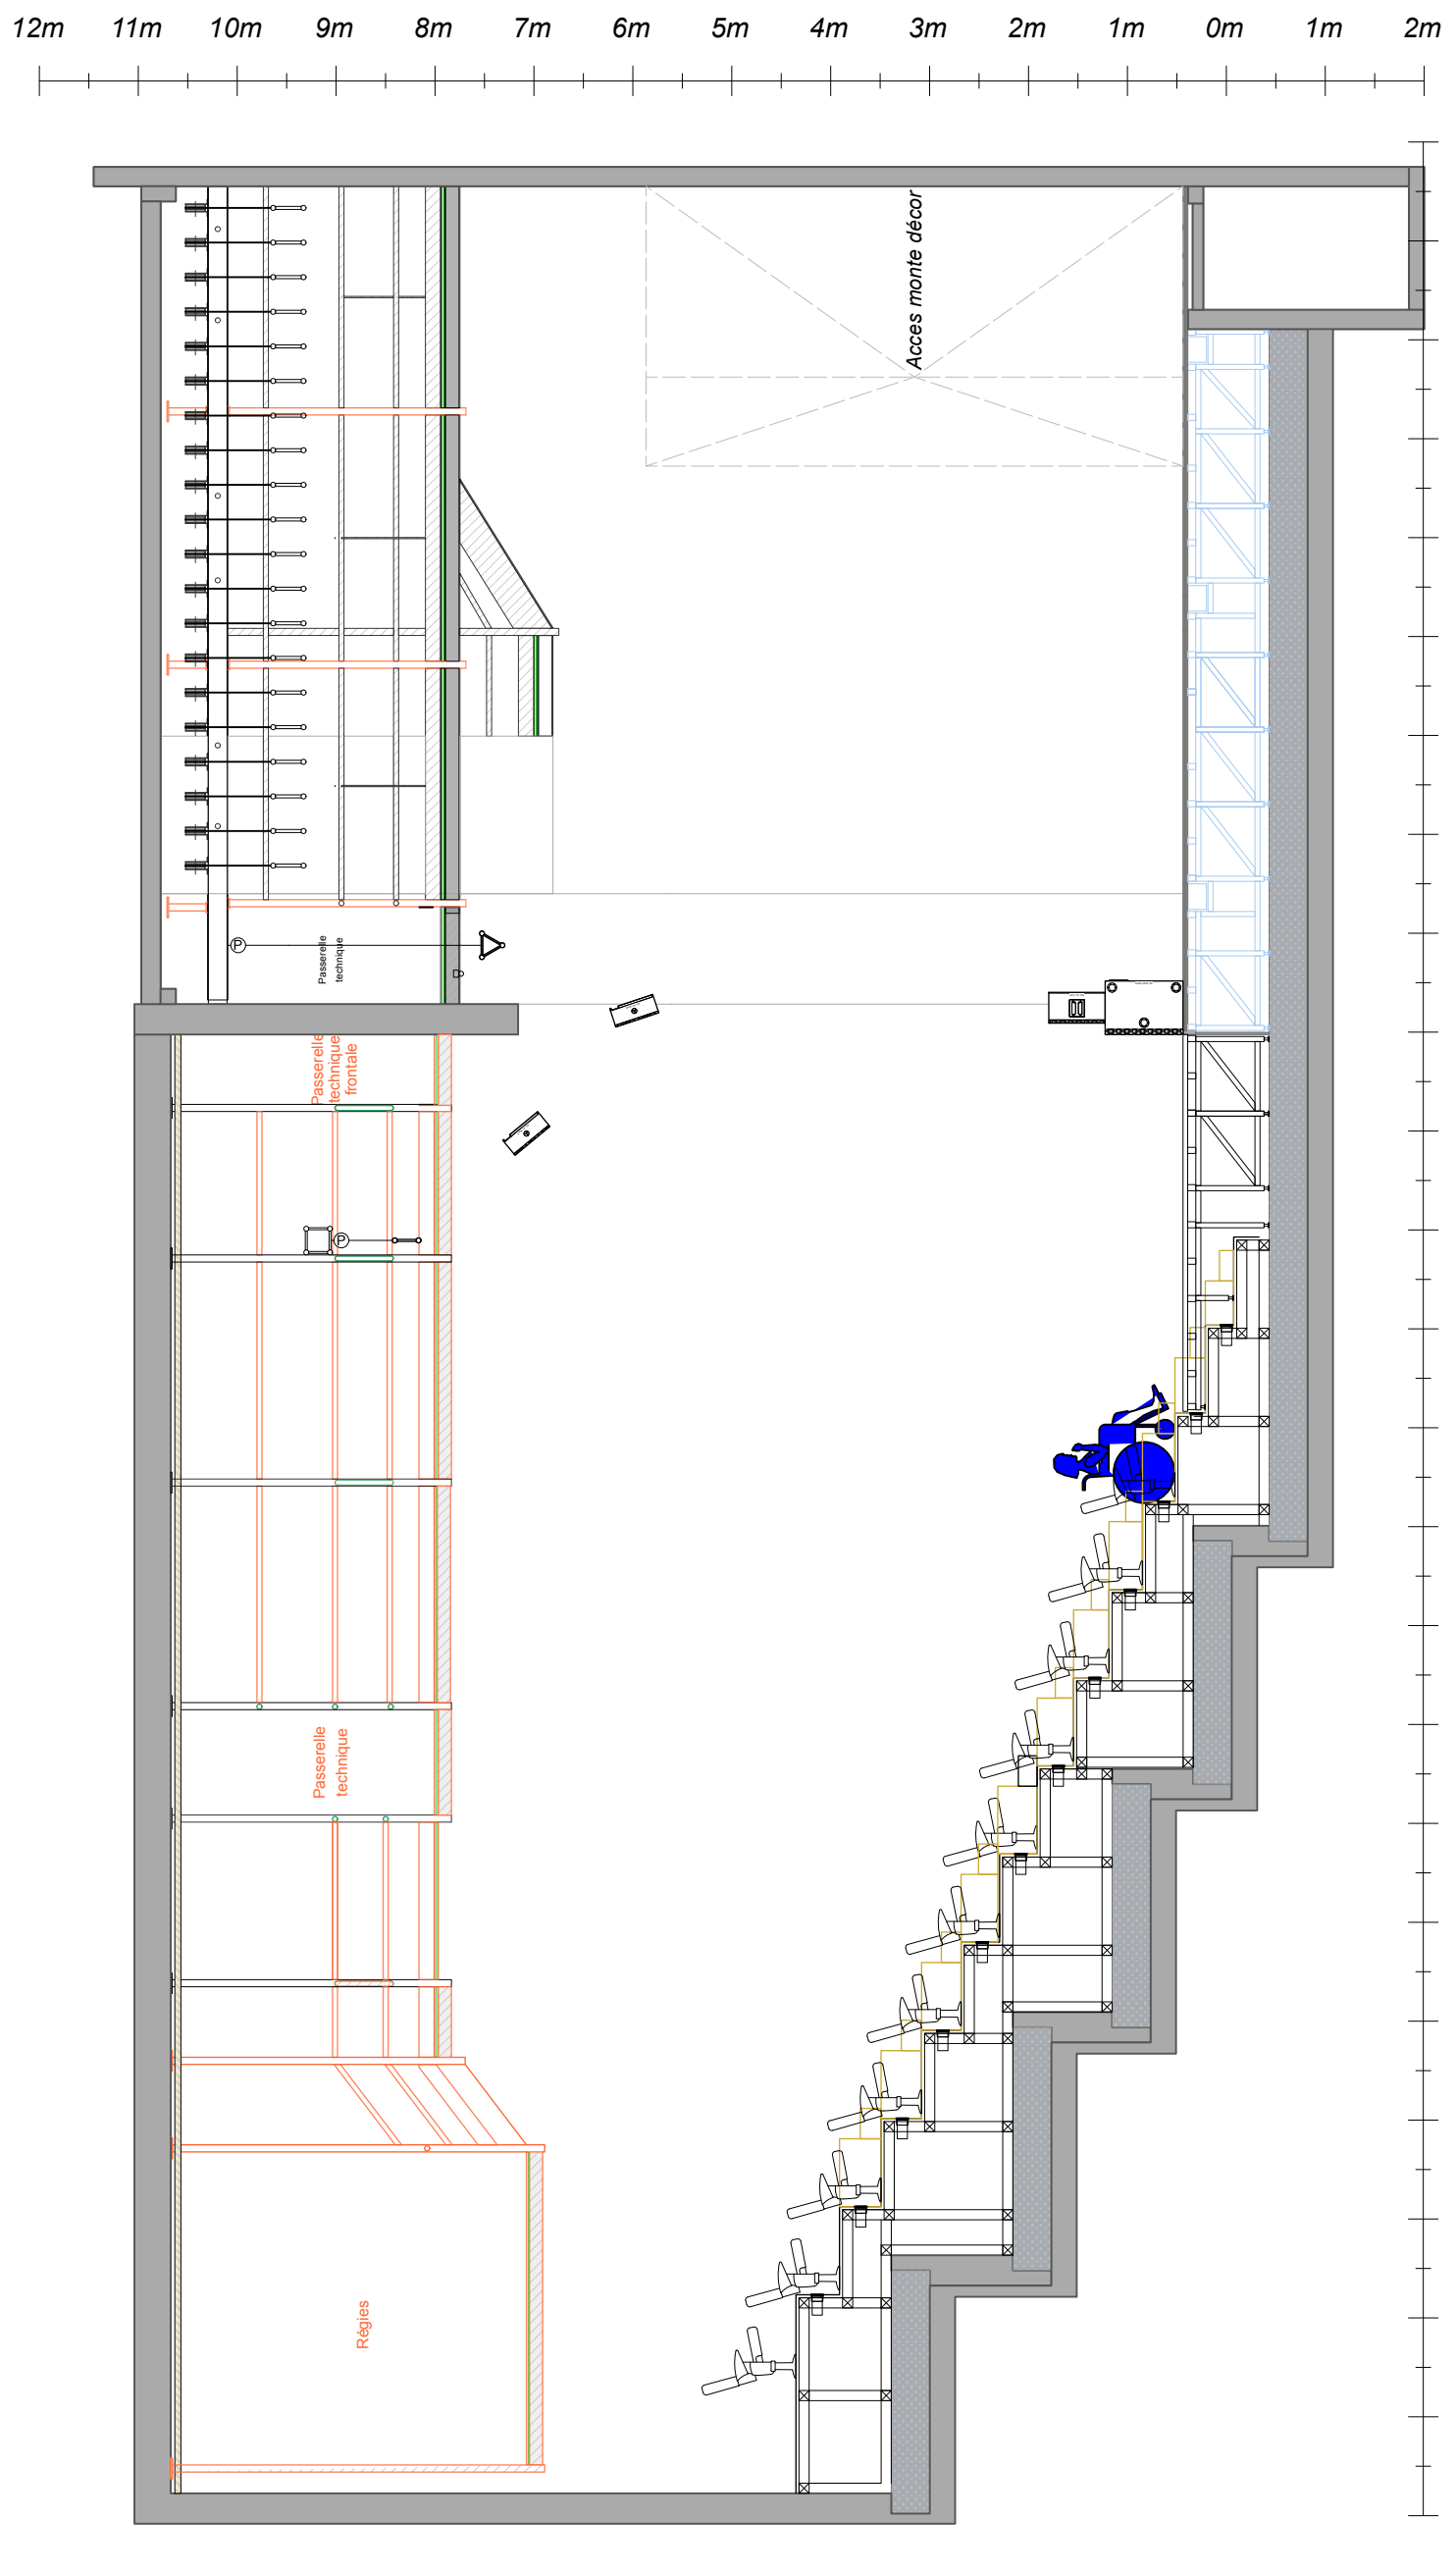 12m 11m 10m 9m 8m 7m 6m 5m 4m 3m 2m 1m 0m 1m 2m
Acces monte décor
P
Passerelle
technique
Passerelle
technique
frontale
P
Passerelle
technique
Régies